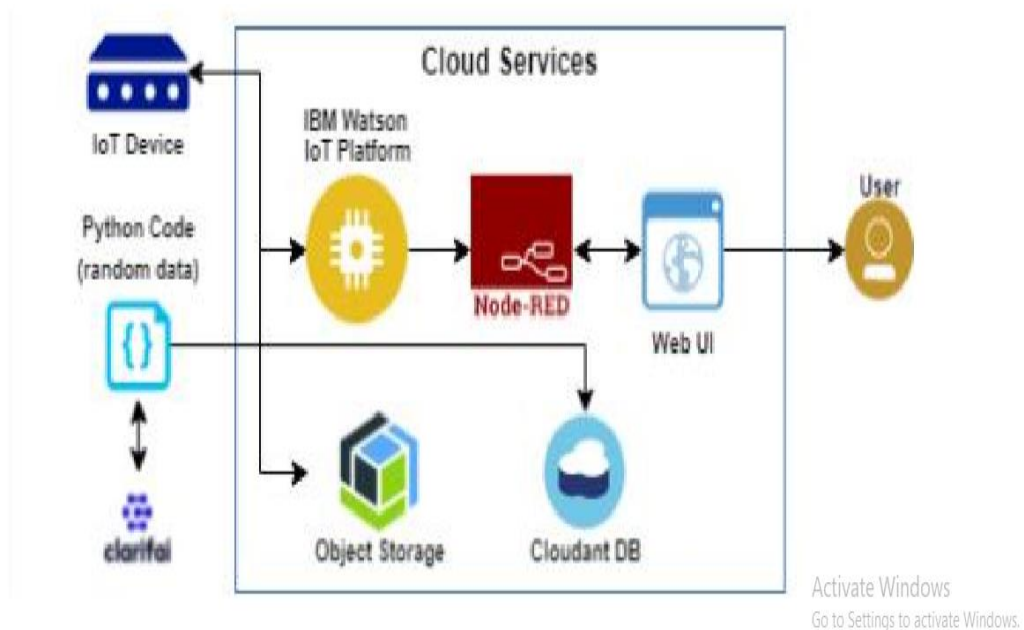 Cloud Services
IoT Device
IBM Watson
IoT Platform
User
Python Code
(random data)
Node-RED
Web UI
clarifai
Object Storage
Cloudant DB
Activate Windows
Go to Settings to activate Windows.